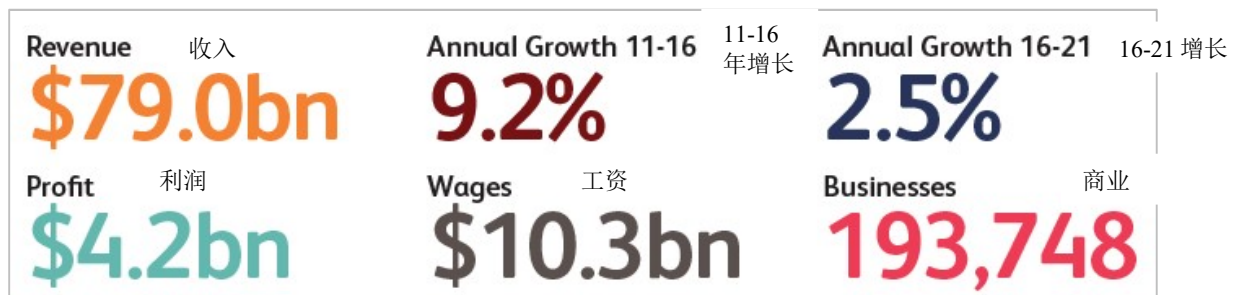 Revenue 收入
$79.0bn
Annual Growth 11-16 11-16
年增长
9.2%
Annual Growth 16-21 16-21 增长
2.5%
Profit 利润
$4.2bn
Wages 工资
$10.3bn
Businesses 商业
193,748